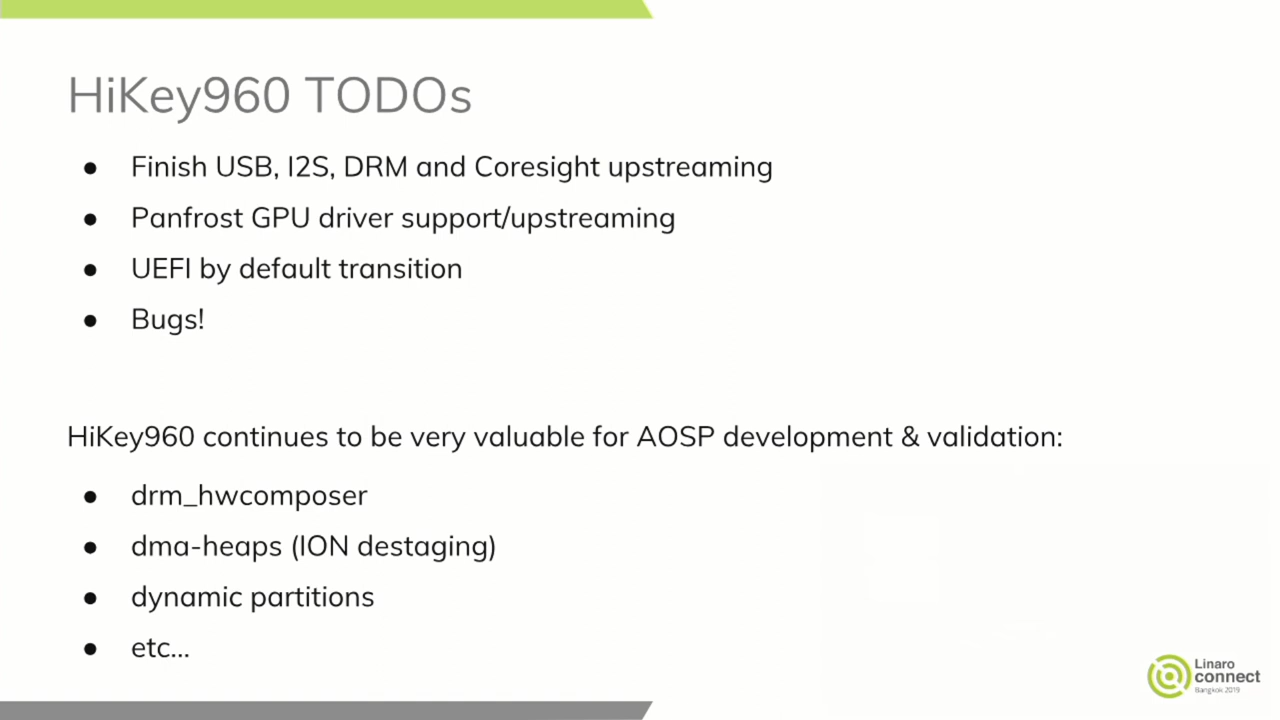 HiKey960 TODOs
● Finish USB, I2S, DRM and Coresight upstreaming
● Panfrost GPU driver support/upstreaming
● UEFI by default transition
● Bugs!
HiKey960 continues to be very valuable for AOSP development & validation:
● drm_hwcomposer
● dma-heaps (ION destaging)
● dynamic partitions
● etc...
Linaro
connect
Bangkok 2019